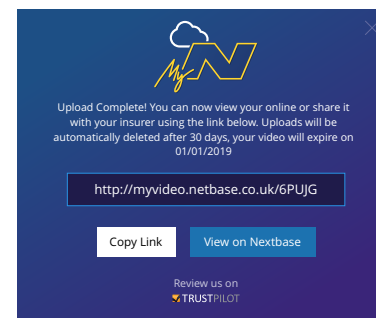 My N
Upload Complete! You can now view your online or share it
with your insurer using the link below. Uploads will be
automatically deleted after 30 days, your video will expire on
01/01/2019
http://myvideo.netbase.co.uk/6PUJG
Copy Link View on Nextbase
Review us on
TRUSTPILOT